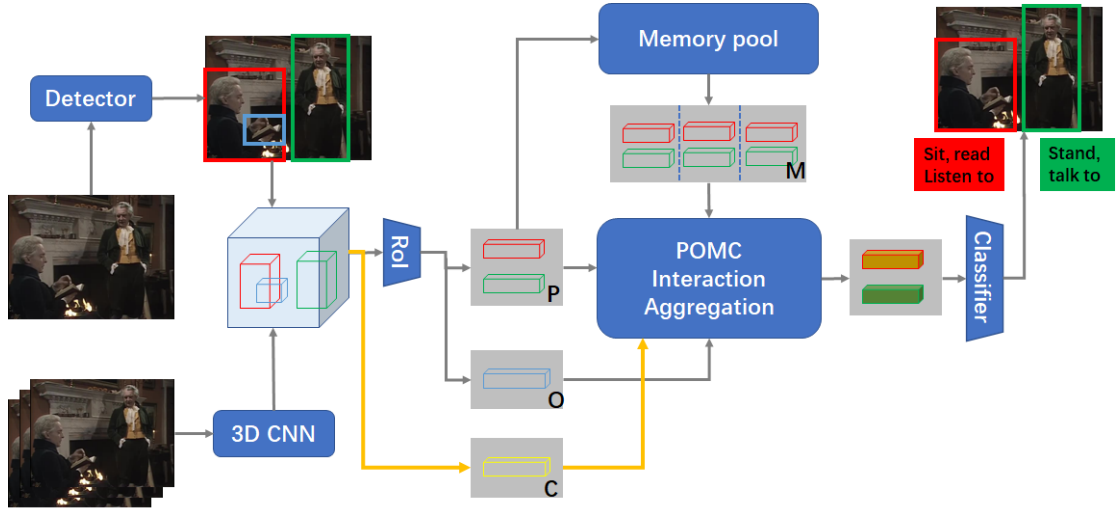 Memory pool
Detector
M
Sit, read
Listen to
Stand,
talk to
RoI
P
POMC
Interaction
Aggregation
Classifier
O
3D CNN
C